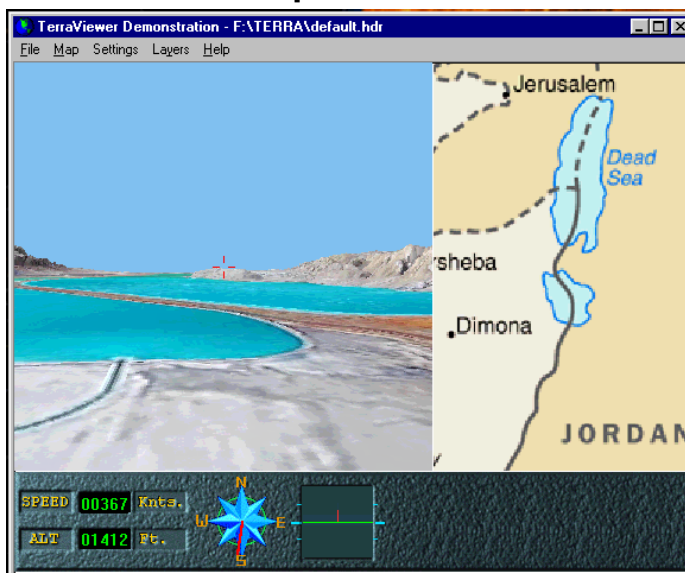 TerraViewer Demonstration - F:\TERRA\default.hdr
File Map Settings Layers Help
Jerusalem
Dead
Sea
rsheba
Dimona
JORDAN
N
SPEED 00367 Knts.
W E
ALT 01412 Ft.
S